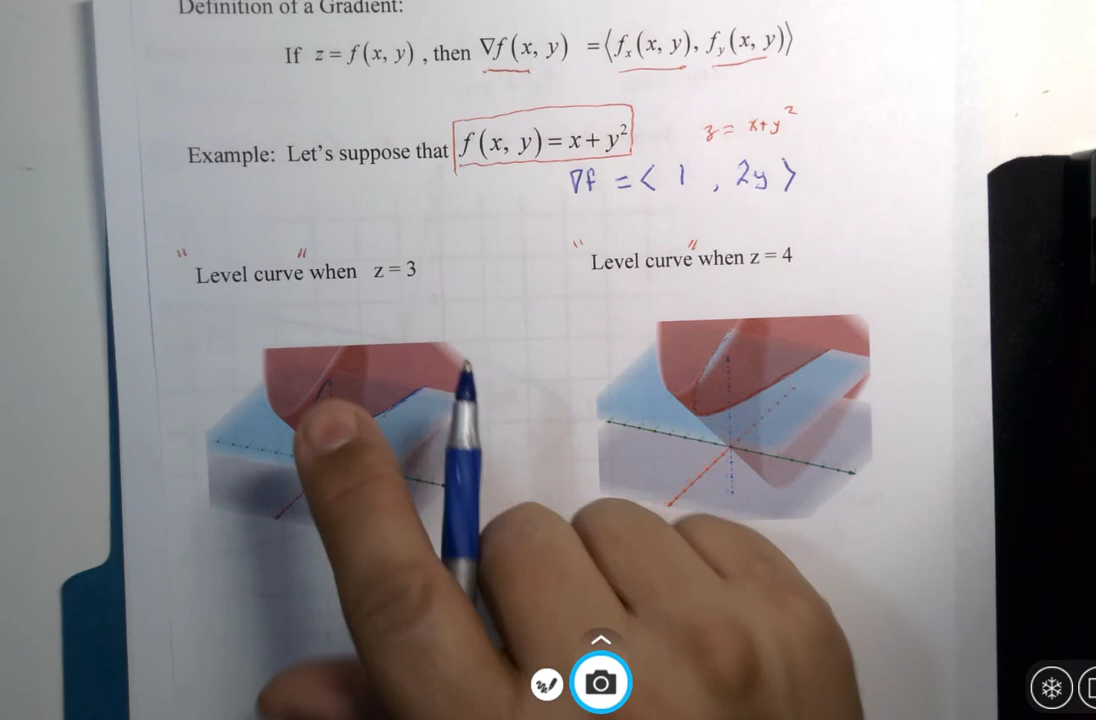 Definition of a Gradient:
If z = f(x, y) , then ∇f(x, y) = ⟨fₓ(x, y), f_y(x, y)⟩
Example: Let's suppose that f(x, y) = x + y² z = x+y²
∇f = < 1 , 2y >
"Level curve" when z = 3 "Level curve" when z = 4